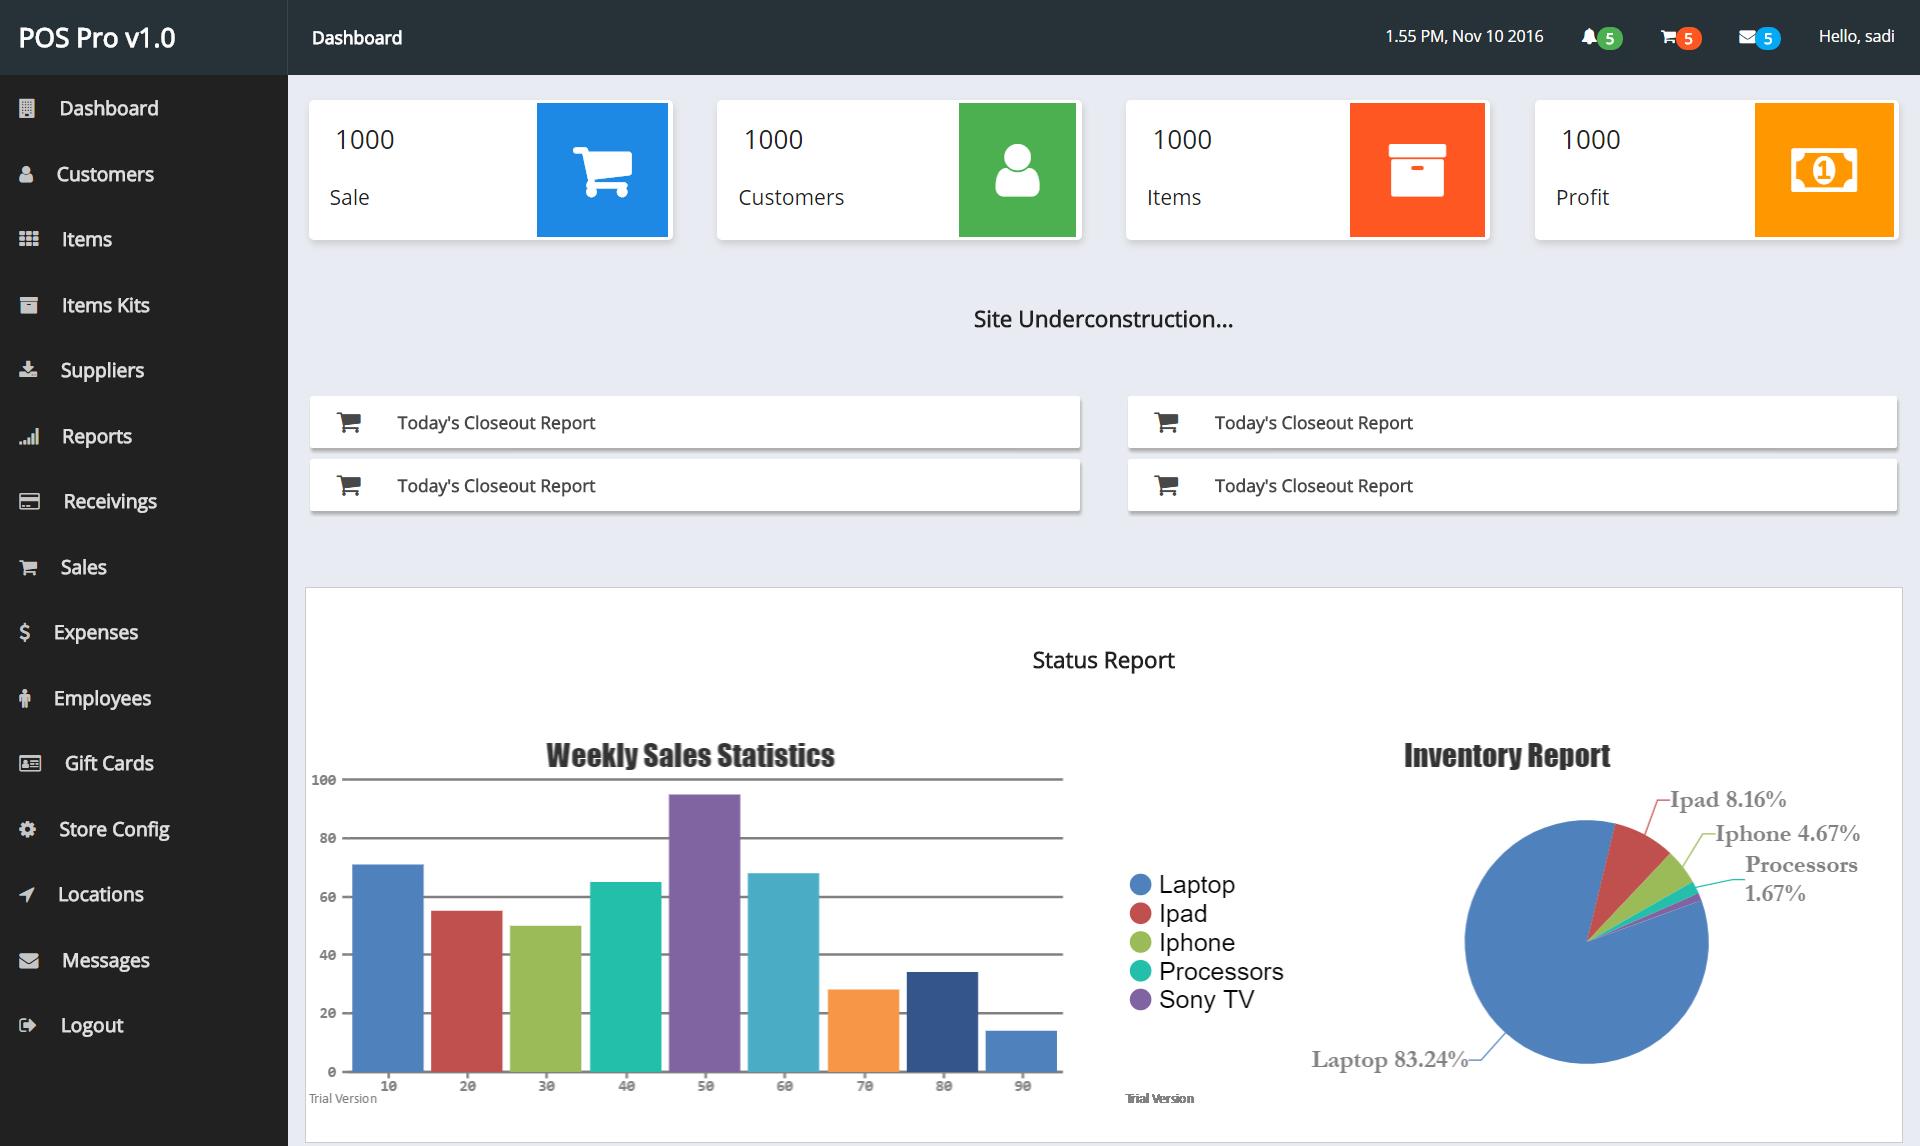 POS Pro v1.0
Dashboard
1.55 PM, Nov 10 2016
5
5
5
Hello, sadi
Dashboard
Customers
Items
Items Kits
Suppliers
Reports
Receivings
Sales
Expenses
Employees
Gift Cards
Store Config
Locations
Messages
Logout
1000
Sale
1000
Customers
1000
Items
1000
Profit
1
Site Underconstruction...
Today's Closeout Report
Today's Closeout Report
Today's Closeout Report
Today's Closeout Report
Status Report
Weekly Sales Statistics
100
80
60
40
20
0
10 20 30 40 50 60 70 80 90
Trial Version
Inventory Report
Laptop
Ipad
Iphone
Processors
Sony TV
Ipad 8.16%
Iphone 4.67%
Processors
1.67%
Laptop 83.24%
Trial Version